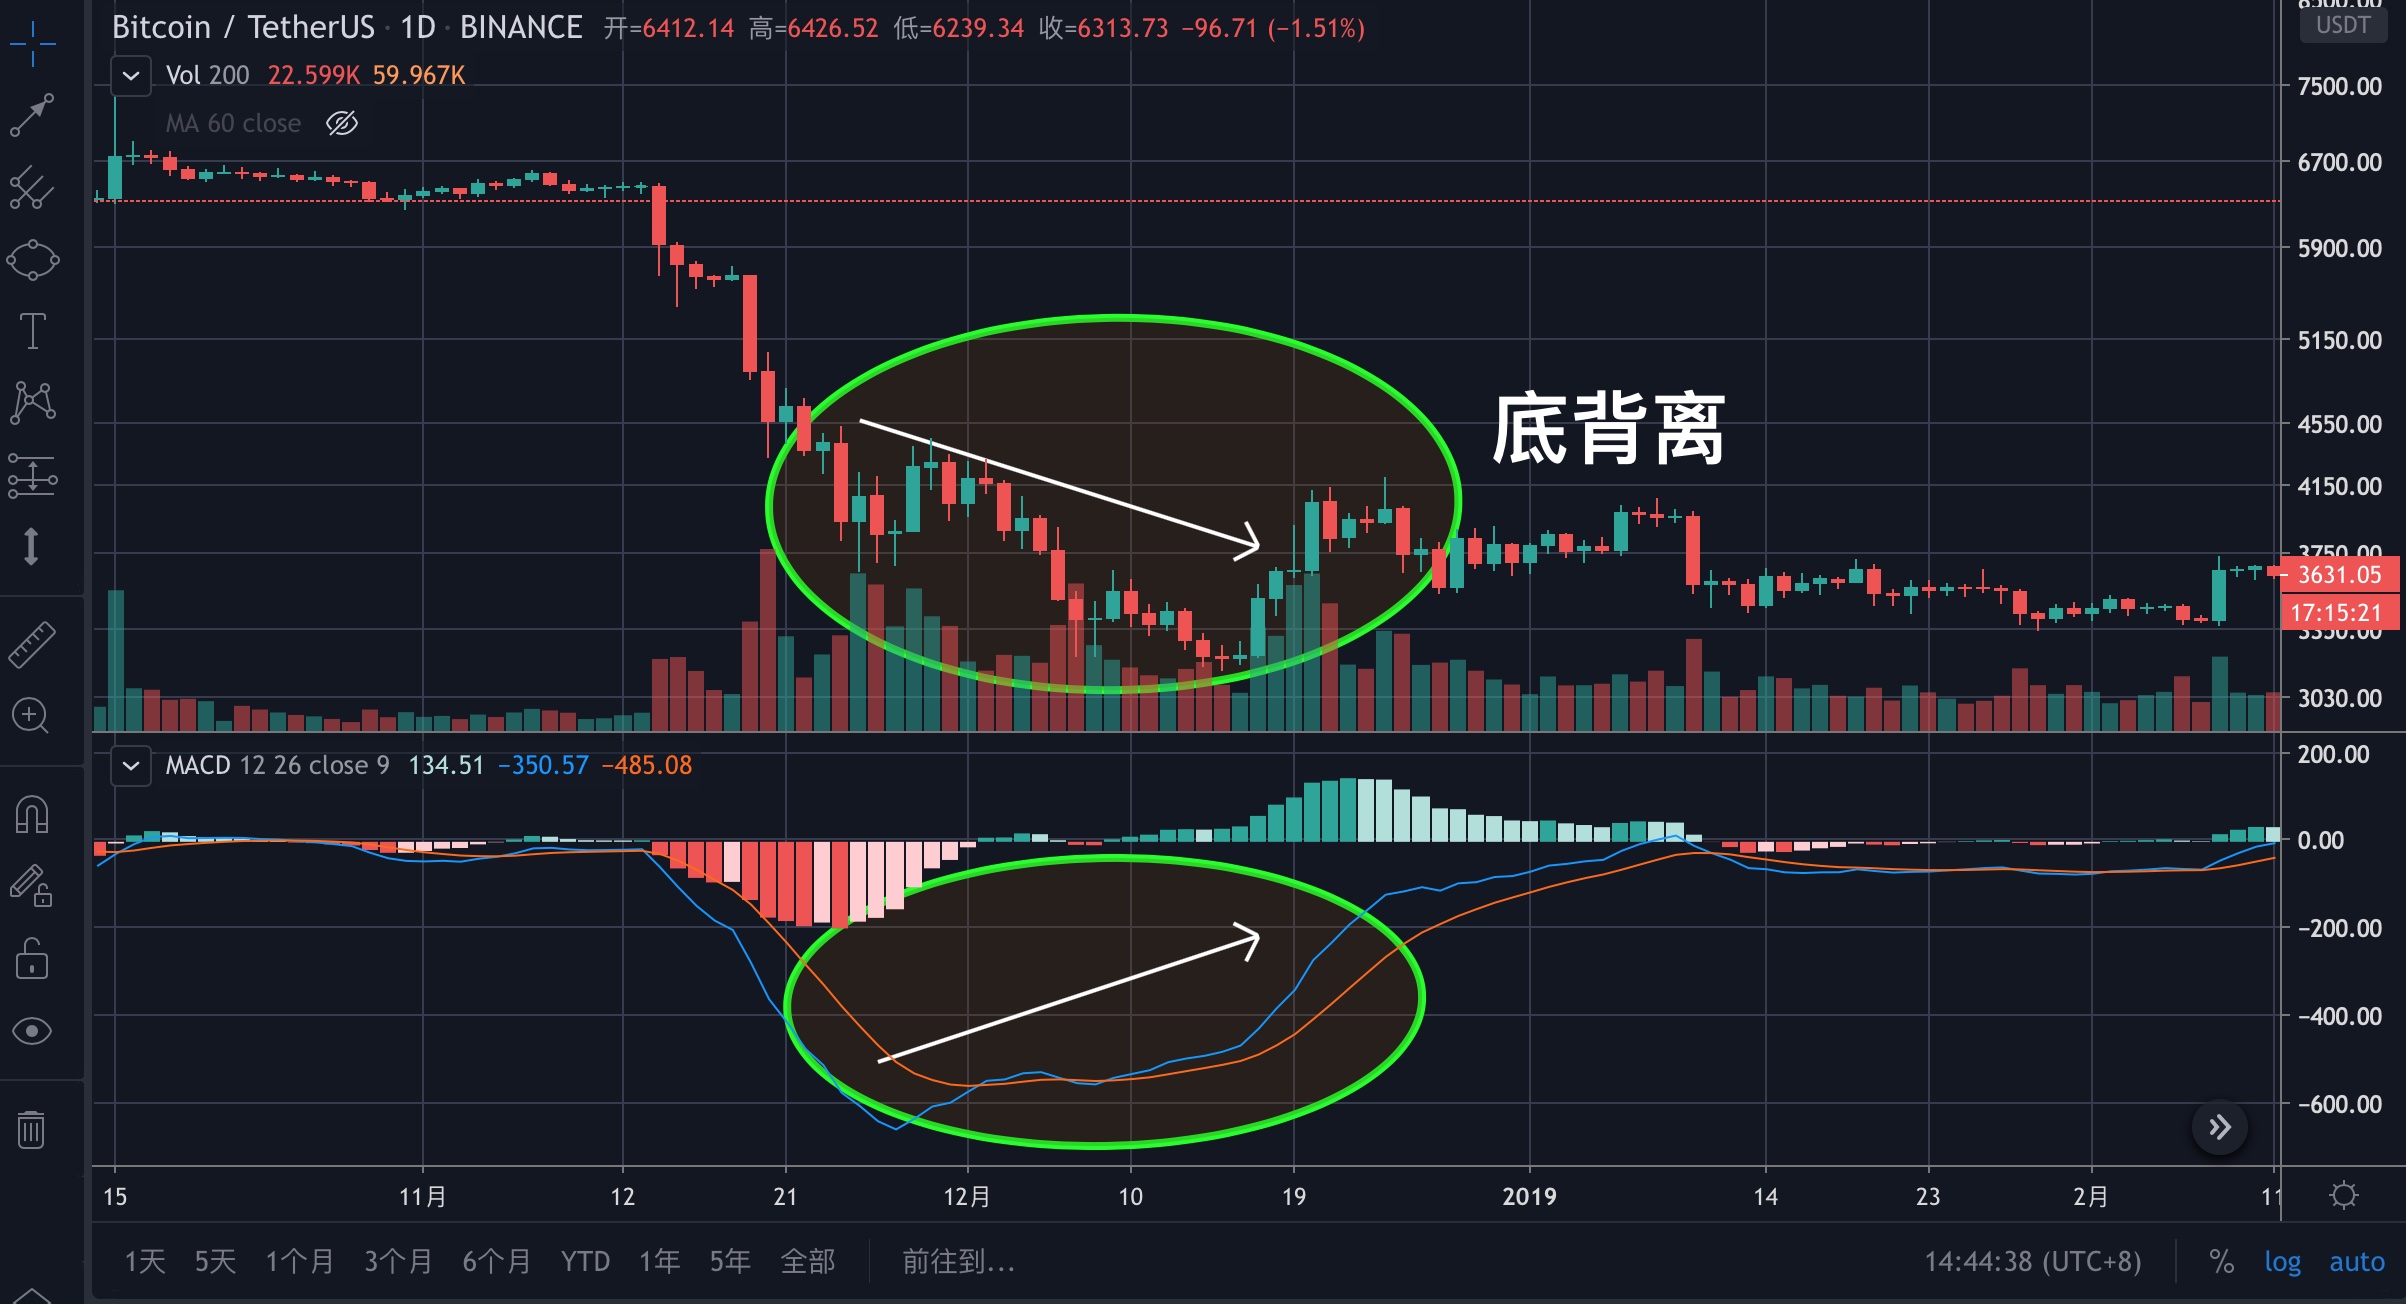 Bitcoin / TetherUS · 1D · BINANCE 开=6412.14 高=6426.52 低=6239.34 收=6313.73 −96.71 (−1.51%)
8500.00
USDT
Vol 200 22.599K 59.967K
MA 60 close
7500.00
6700.00
5900.00
5150.00
底背离
4550.00
4150.00
3750.00
3631.05
17:15:21
3350.00
3030.00
MACD 12 26 close 9 134.51 −350.57 −485.08
200.00
0.00
−200.00
−400.00
−600.00
15 11月 12 21 12月 10 19 2019 14 23 2月 11
1天 5天 1个月 3个月 6个月 YTD 1年 5年 全部 前往到... 14:44:38 (UTC+8) % log auto